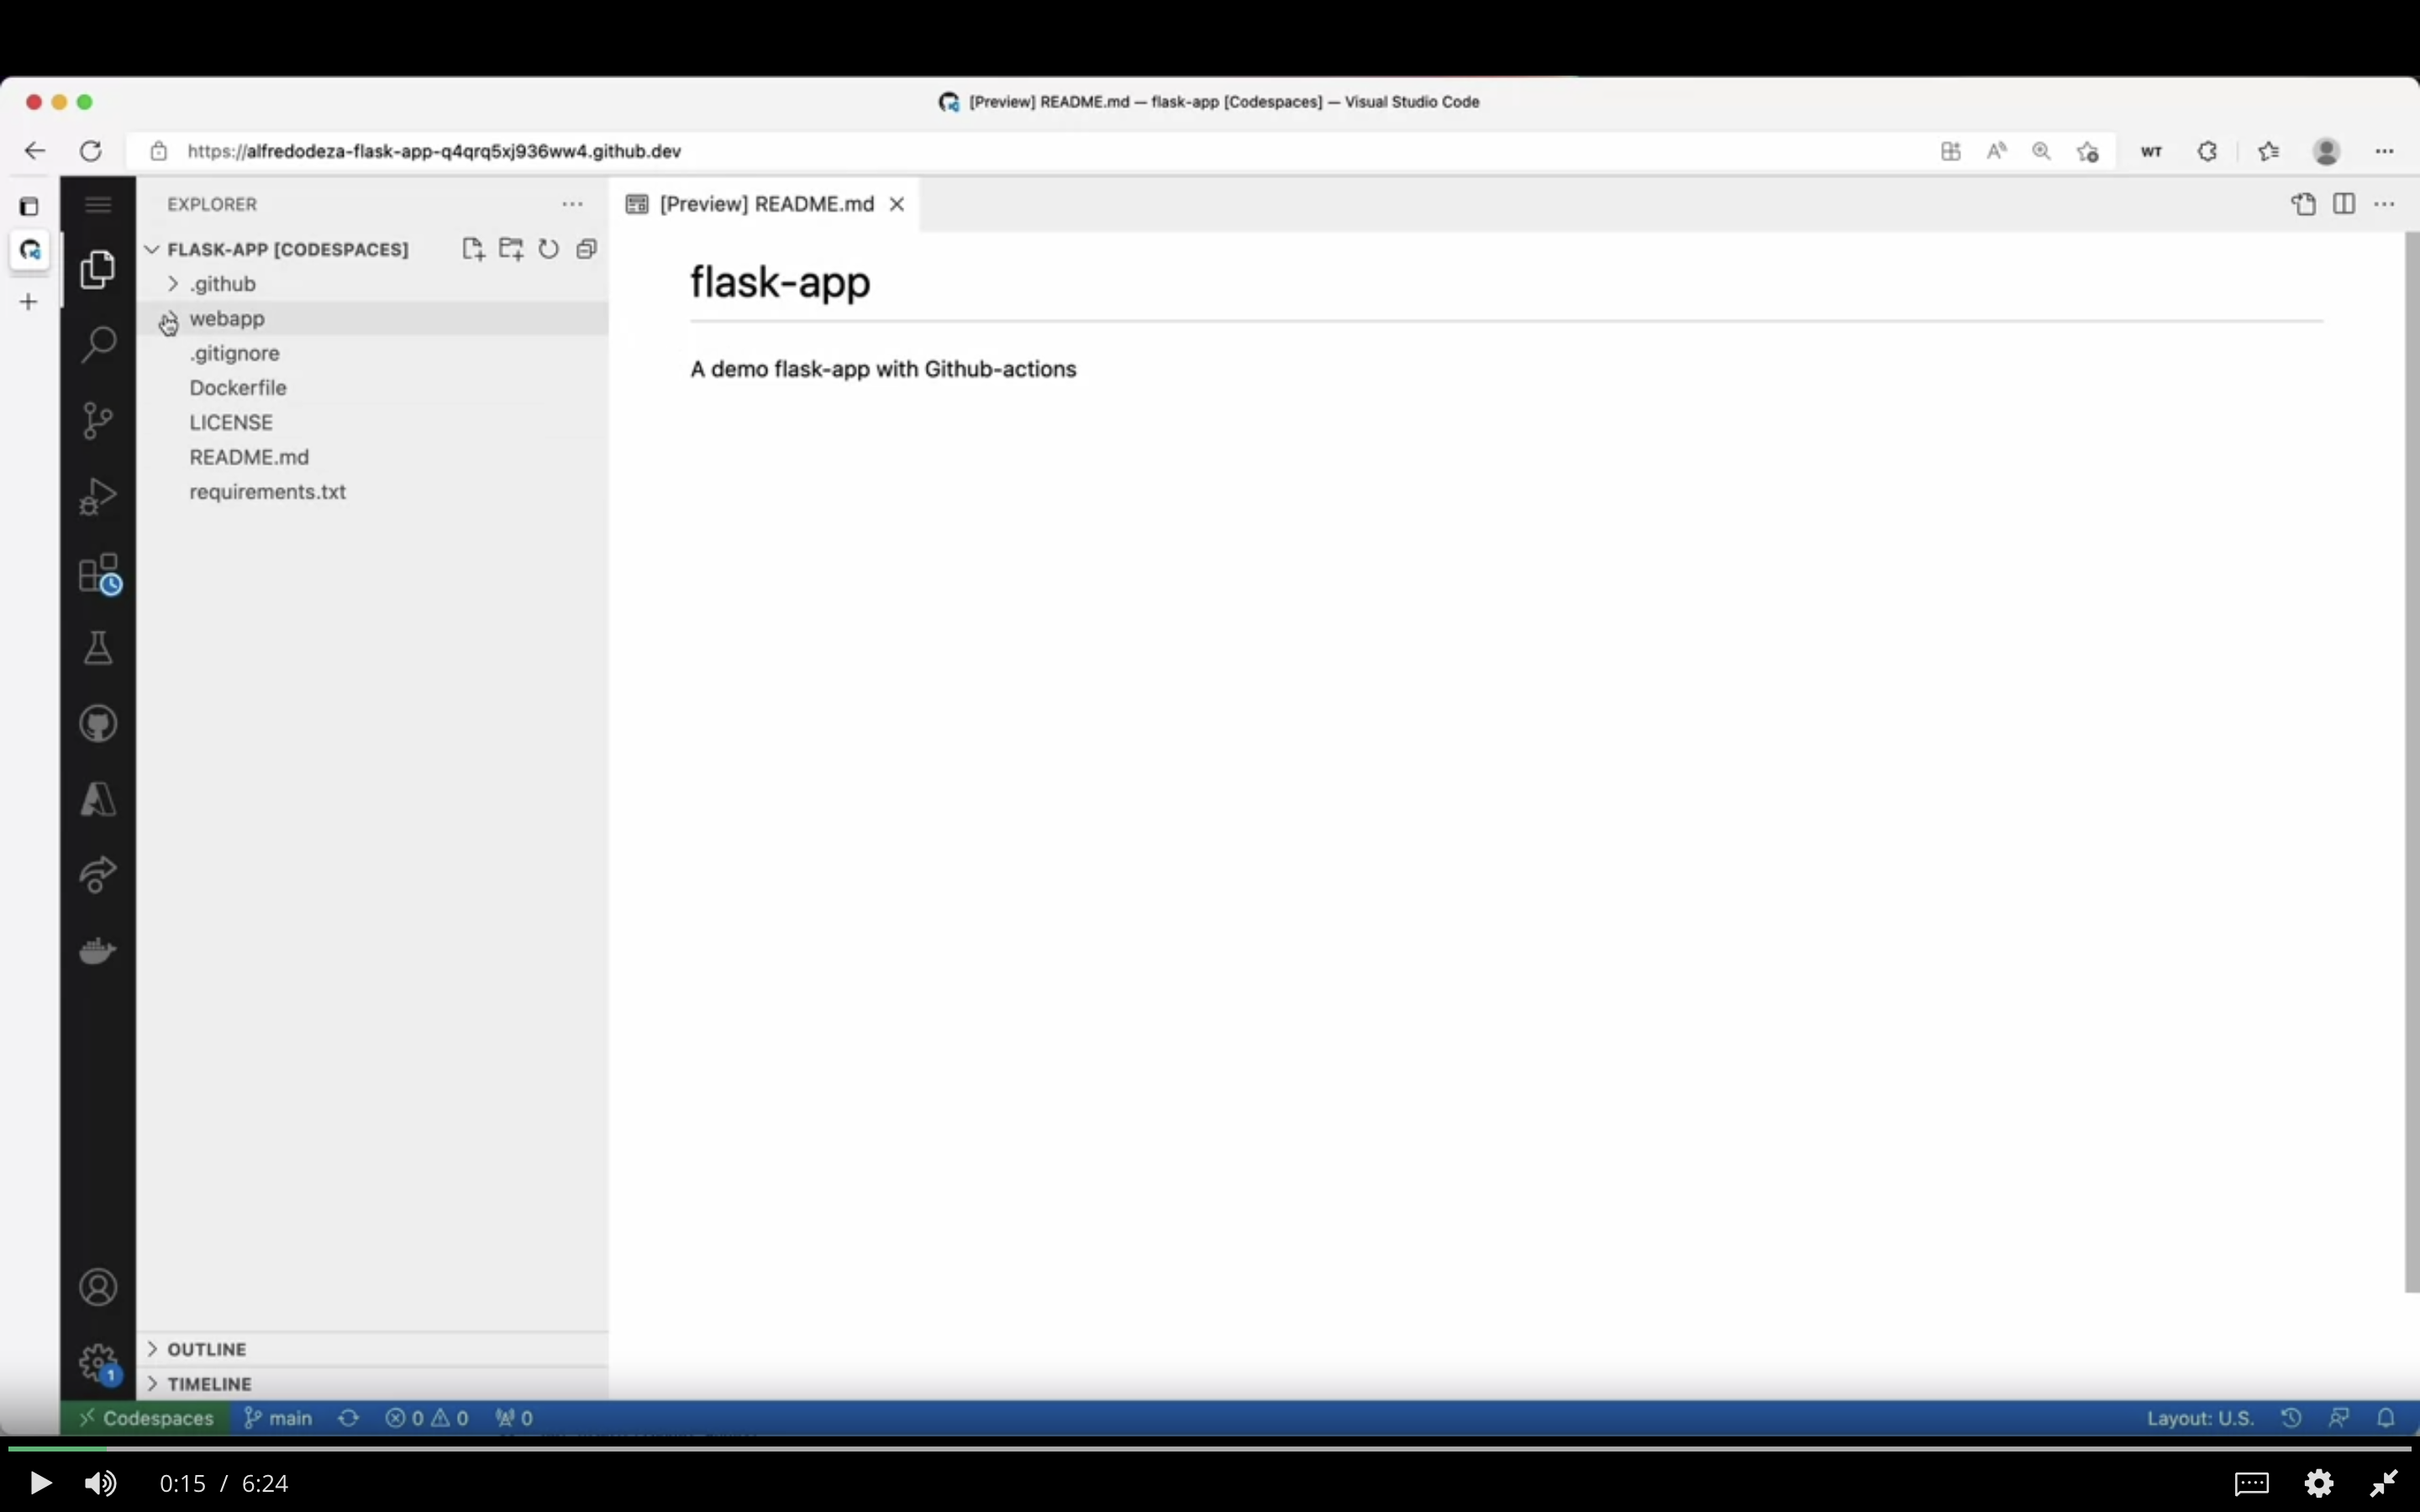 [Preview] README.md — flask-app [Codespaces] — Visual Studio Code
https://alfredodeza-flask-app-q4qrq5xj936ww4.github.dev
WT
EXPLORER
[Preview] README.md
FLASK-APP [CODESPACES]
.github
webapp
.gitignore
Dockerfile
LICENSE
README.md
requirements.txt
flask-app
A demo flask-app with Github-actions
OUTLINE
1
TIMELINE
Codespaces main 0 0 0 Layout: U.S.
0:15 / 6:24